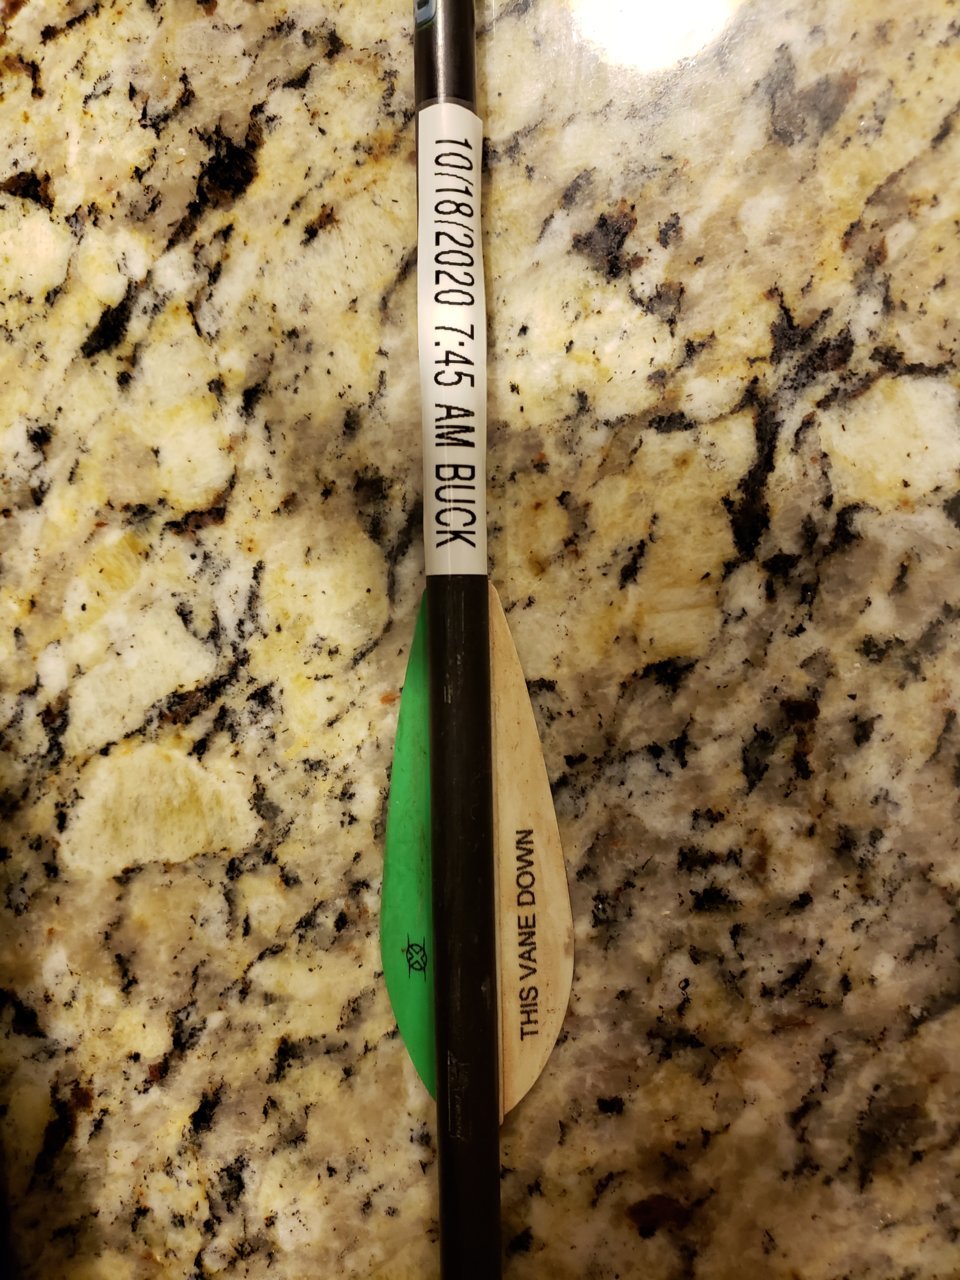 10/18/2020 7:45 AM BUCK
THIS VANE DOWN